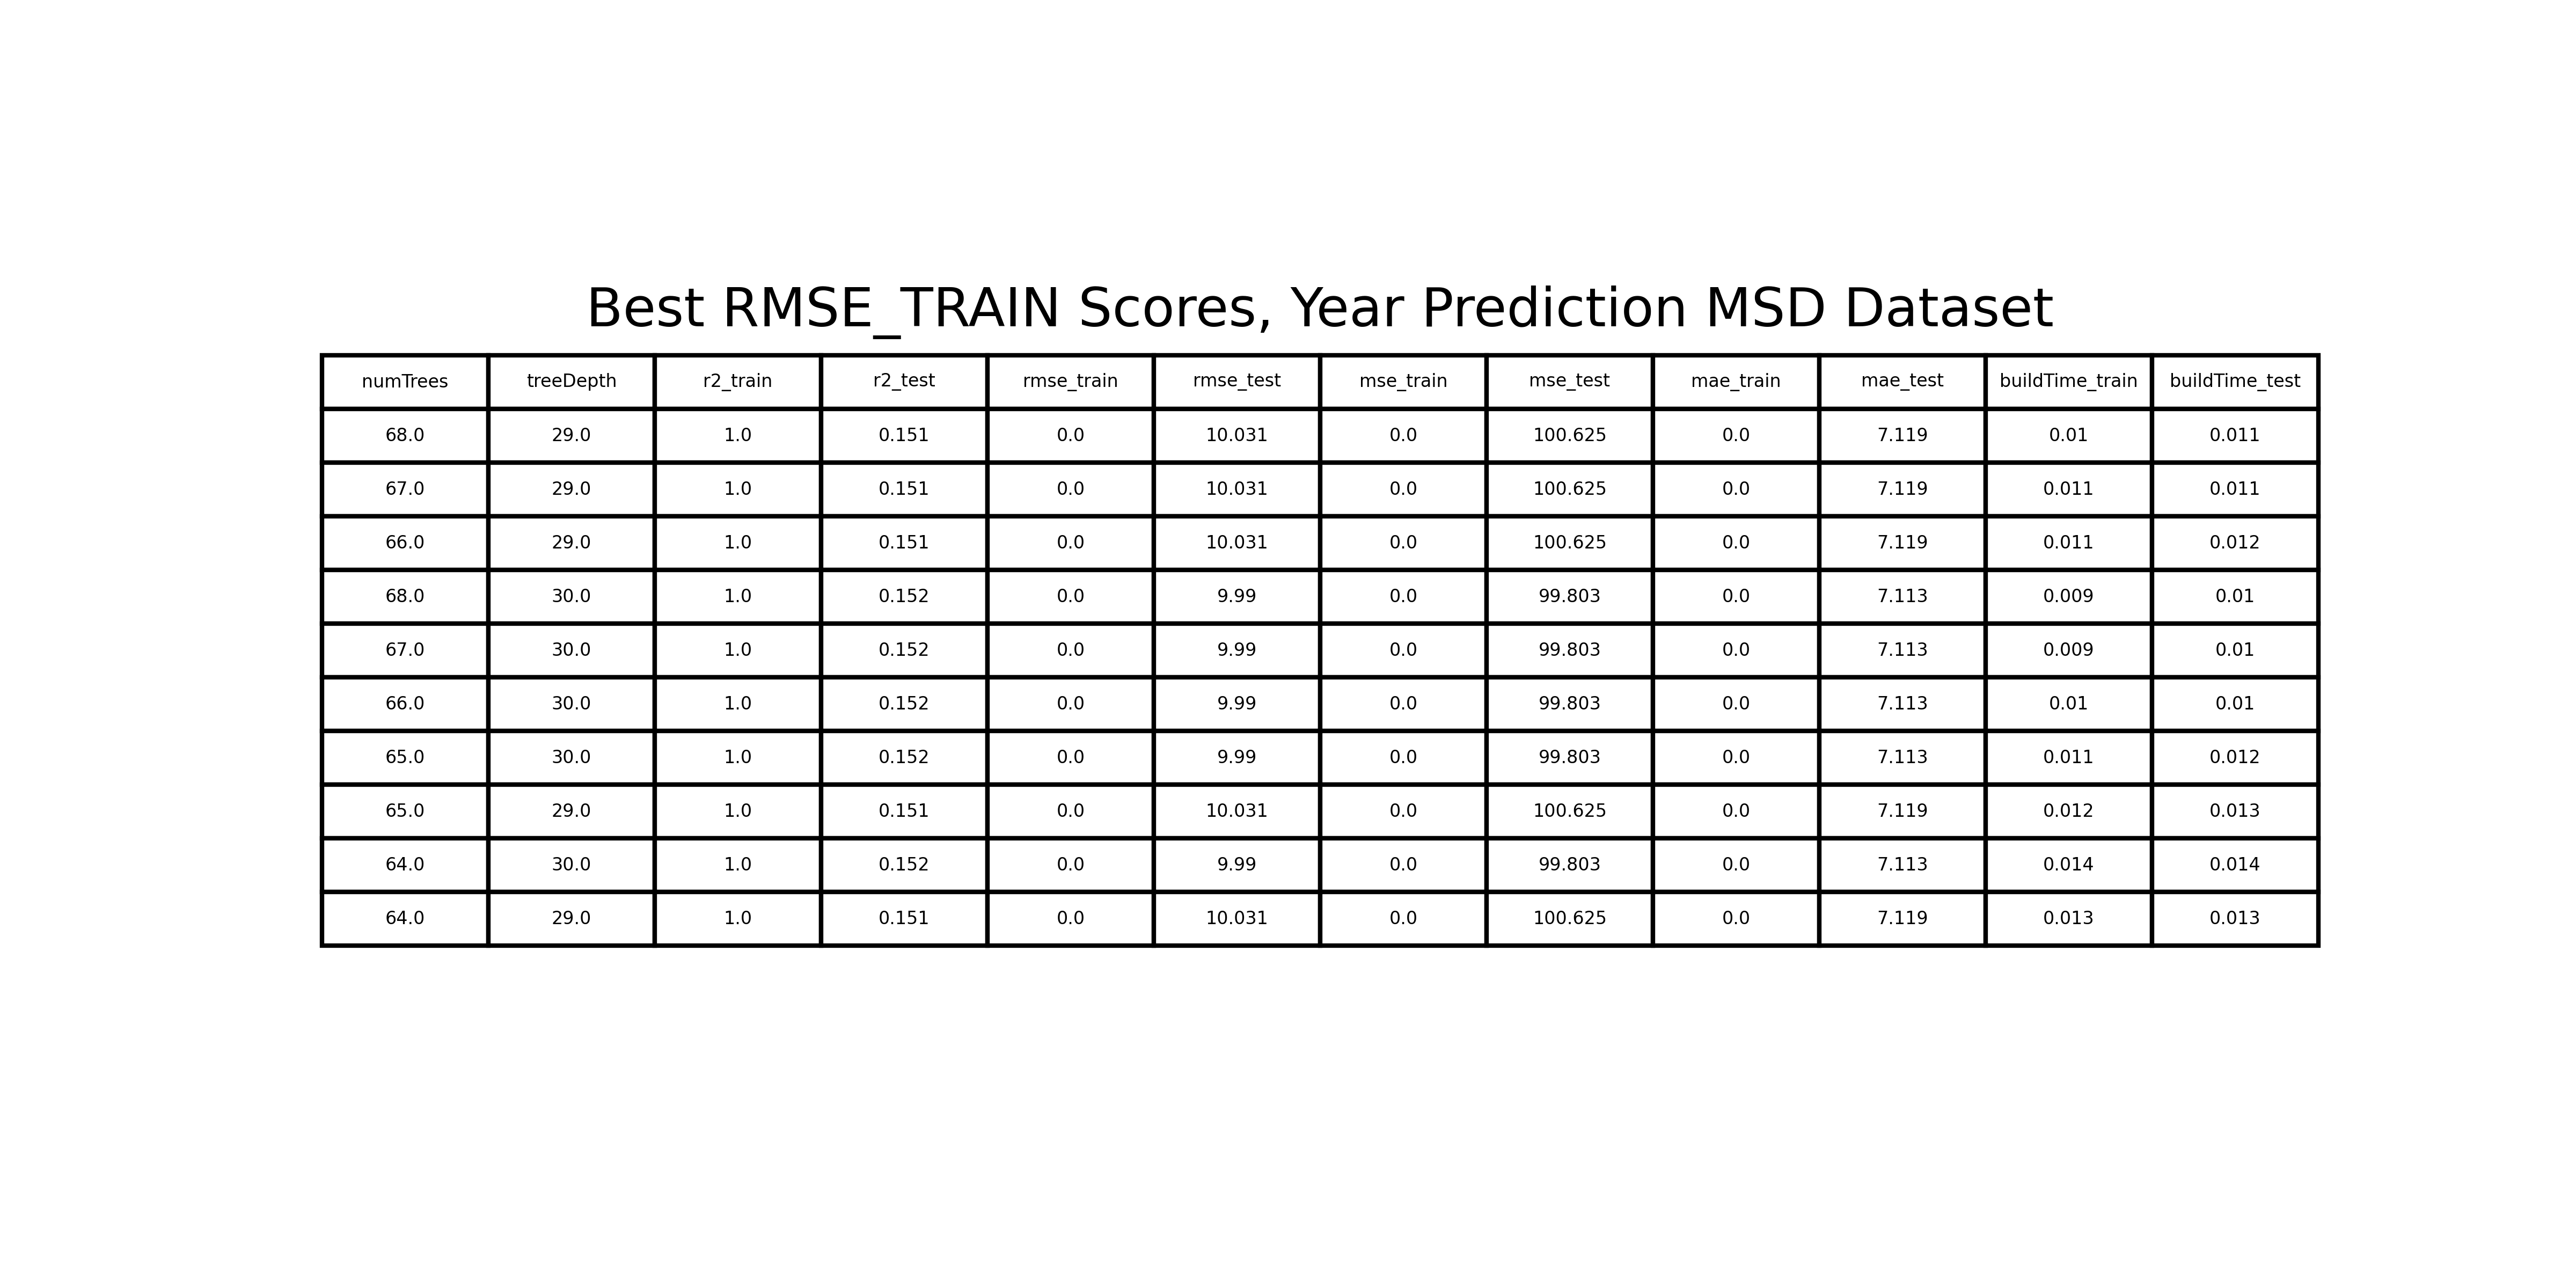 Best RMSE_TRAIN Scores, Year Prediction MSD Dataset
numTrees treeDepth r2_train r2_test rmse_train rmse_test mse_train mse_test mae_train mae_test buildTime_train buildTime_test
68.0 29.0 1.0 0.151 0.0 10.031 0.0 100.625 0.0 7.119 0.01 0.011
67.0 29.0 1.0 0.151 0.0 10.031 0.0 100.625 0.0 7.119 0.011 0.011
66.0 29.0 1.0 0.151 0.0 10.031 0.0 100.625 0.0 7.119 0.011 0.012
68.0 30.0 1.0 0.152 0.0 9.99 0.0 99.803 0.0 7.113 0.009 0.01
67.0 30.0 1.0 0.152 0.0 9.99 0.0 99.803 0.0 7.113 0.009 0.01
66.0 30.0 1.0 0.152 0.0 9.99 0.0 99.803 0.0 7.113 0.01 0.01
65.0 30.0 1.0 0.152 0.0 9.99 0.0 99.803 0.0 7.113 0.011 0.012
65.0 29.0 1.0 0.151 0.0 10.031 0.0 100.625 0.0 7.119 0.012 0.013
64.0 30.0 1.0 0.152 0.0 9.99 0.0 99.803 0.0 7.113 0.014 0.014
64.0 29.0 1.0 0.151 0.0 10.031 0.0 100.625 0.0 7.119 0.013 0.013